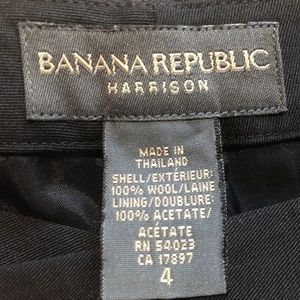 BANANA REPUBLIC
HARRISON
MADE IN
THAILAND
SHELL/EXTÉRIEUR:
100% WOOL/LAINE
LINING/DOUBLURE:
100% ACETATE/
ACÉTATE
RN 54023
CA 17897
4